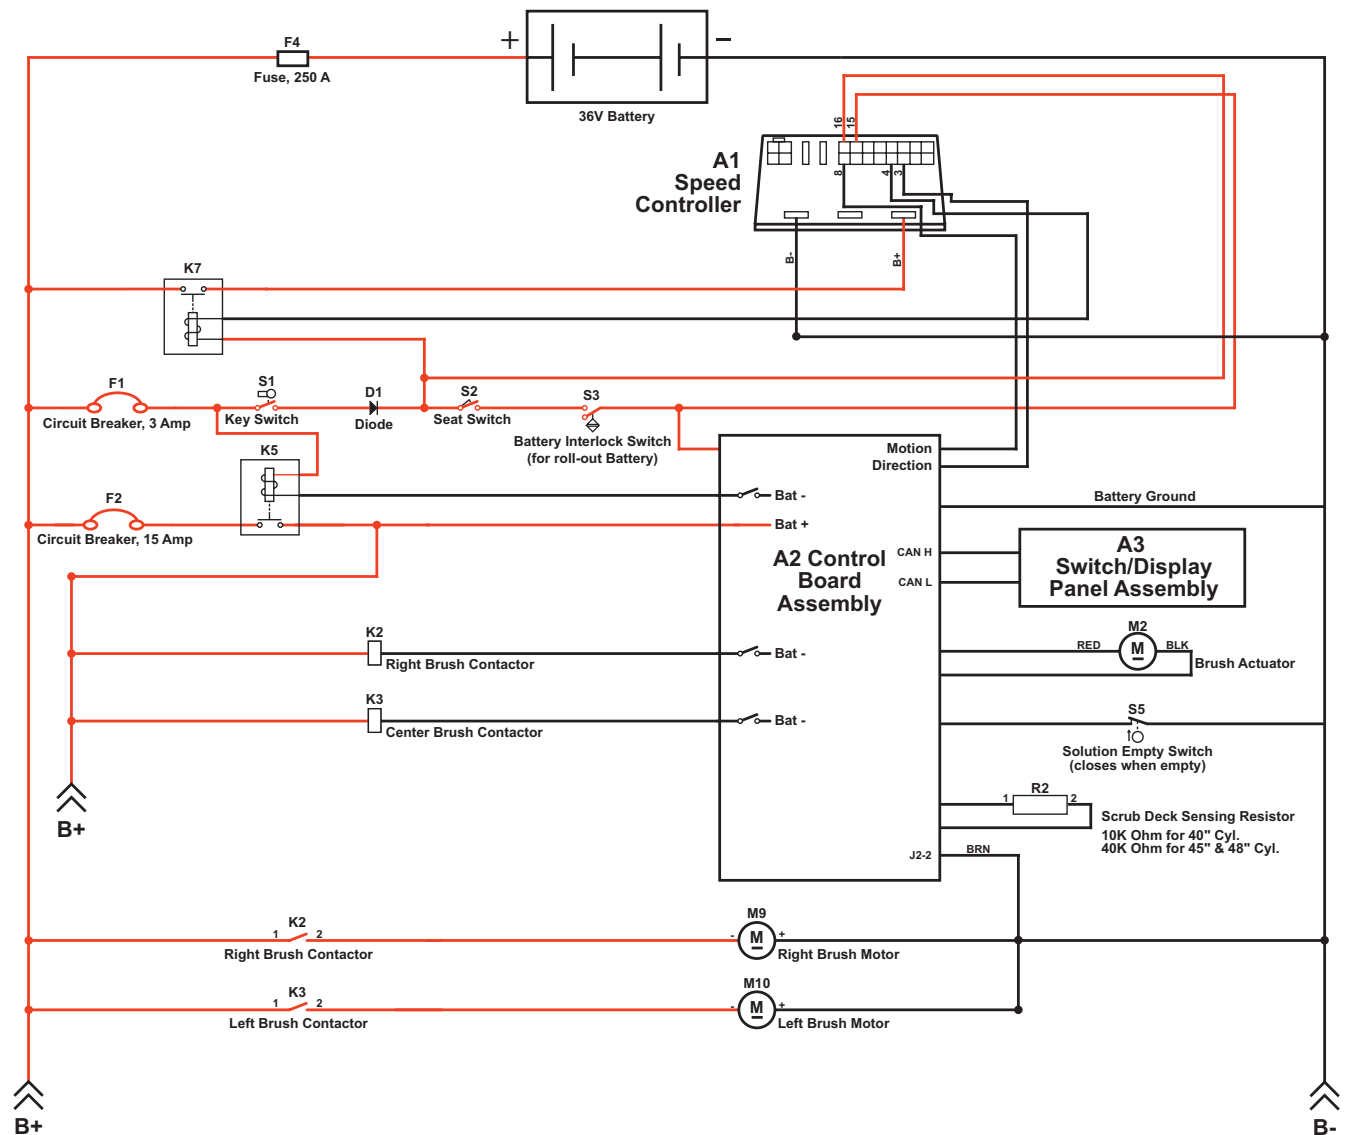 F4
Fuse, 250 A
+
−
36V Battery
16
15
A1
Speed
Controller
8
4
3
B-
B+
K7
F1
Circuit Breaker, 3 Amp
S1
Key Switch
D1
Diode
S2
Seat Switch
S3
Battery Interlock Switch
(for roll-out Battery)
K5
F2
Circuit Breaker, 15 Amp
Motion
Direction
Bat -
Bat +
Battery Ground
A2 Control
Board
Assembly
CAN H
CAN L
A3
Switch/Display
Panel Assembly
K2
Right Brush Contactor
Bat -
M2
RED
M
BLK
Brush Actuator
K3
Center Brush Contactor
Bat -
S5
Solution Empty Switch
(closes when empty)
B+
1
R2
2
Scrub Deck Sensing Resistor
10K Ohm for 40" Cyl.
40K Ohm for 45" & 48" Cyl.
J2-2
BRN
K2
1
2
Right Brush Contactor
M9
-
M
+
Right Brush Motor
K3
1
2
Left Brush Contactor
M10
-
M
+
Left Brush Motor
B+
B-